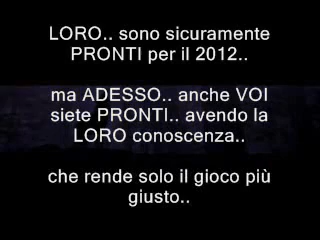 LORO.. sono sicuramente
PRONTI per il 2012..
ma ADESSO.. anche VOI
siete PRONTI.. avendo la
LORO conoscenza..
che rende solo il gioco più
giusto..